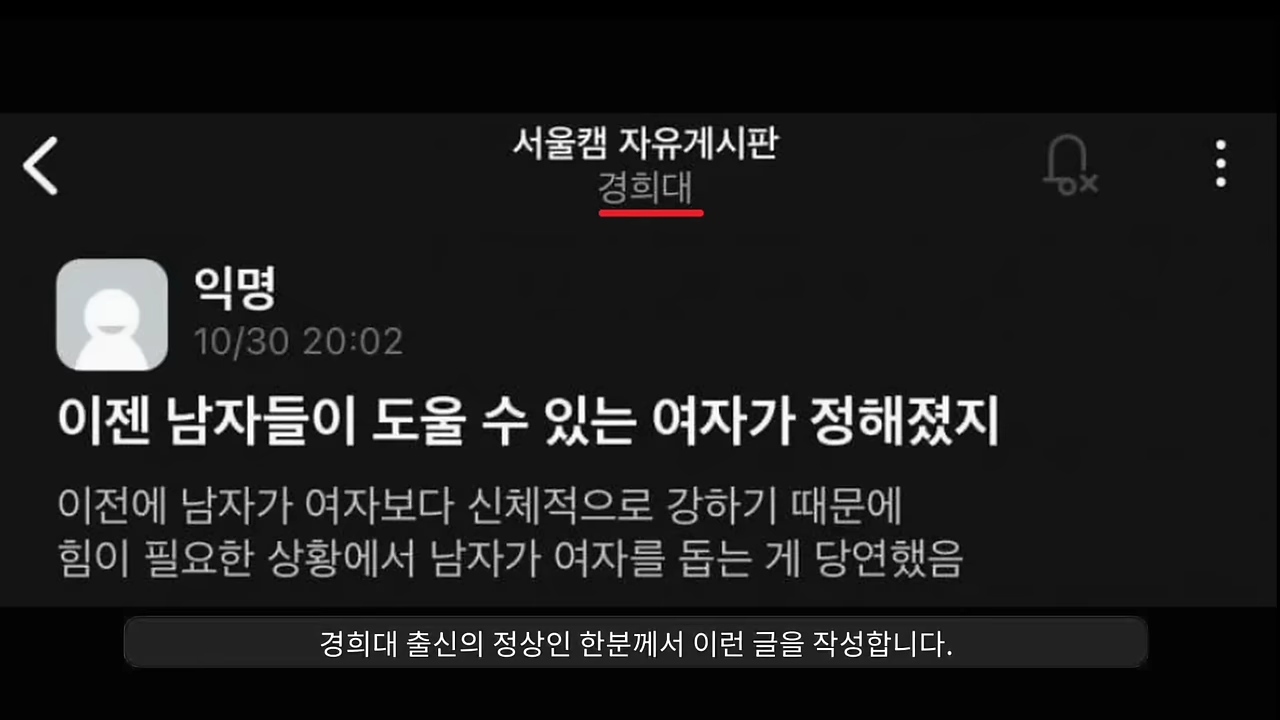 서울캠 자유게시판
경희대
익명
10/30 20:02
이젠 남자들이 도울 수 있는 여자가 정해졌지
이전에 남자가 여자보다 신체적으로 강하기 때문에
힘이 필요한 상황에서 남자가 여자를 돕는 게 당연했음
경희대 출신의 정상인 한분께서 이런 글을 작성합니다.